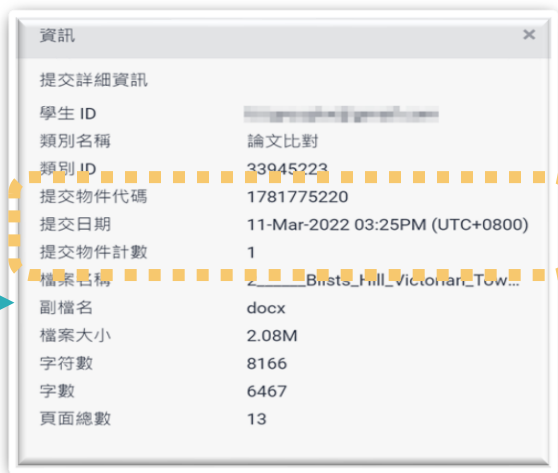 資訊 ×
提交詳細資訊
學生 ID
類別名稱 論文比對
類別 ID 33945223
提交物件代碼 1781775220
提交日期 11-Mar-2022 03:25PM (UTC+0800)
提交物件計數 1
檔案名稱 2______Blists_Hill_Victorian_Tow...
副檔名 docx
檔案大小 2.08M
字符數 8166
字數 6467
頁面總數 13